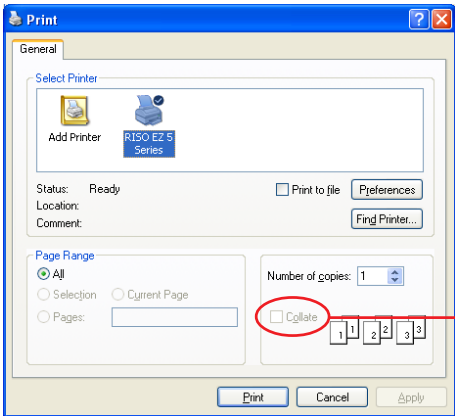 Print
General
Select Printer
Add Printer
RISO EZ 5
Series
Status: Ready
Location:
Comment:
Print to file
Preferences
Find Printer...
Page Range
All
Selection
Current Page
Pages:
Number of copies: 1
Collate
1 1 2 2 3 3
Print
Cancel
Apply